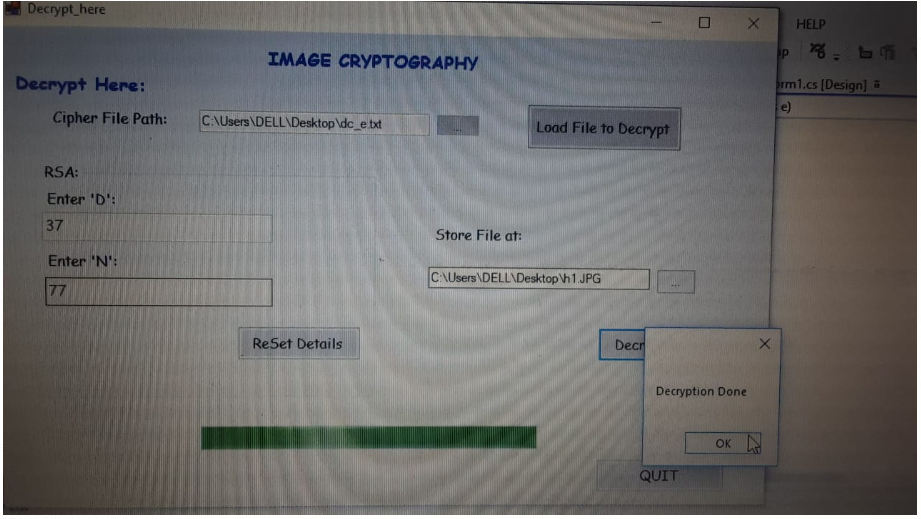 Decrypt_here
HELP
IMAGE CRYPTOGRAPHY
Decrypt Here:
orm1.cs [Design]
e)
Cipher File Path:
C:\Users\DELL\Desktop\dc_e.txt
...
Load File to Decrypt
RSA:
Enter 'D':
37
Store File at:
Enter 'N':
77
C:\Users\DELL\Desktop\h1.JPG
...
ReSet Details
Decr
Decryption Done
OK
QUIT